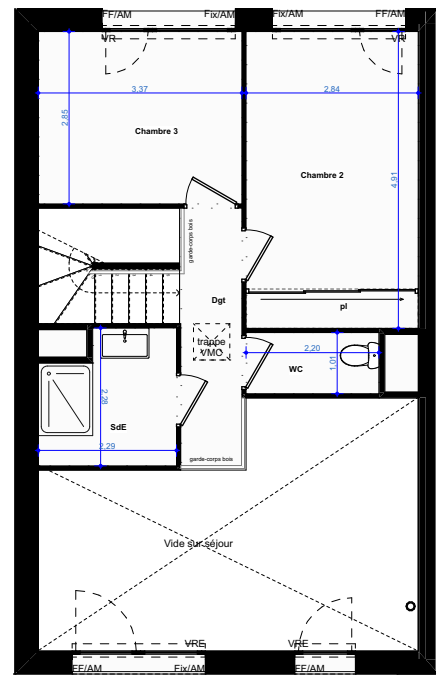 FF/AM
Fix/AM
Fix/AM
FF/AM
VR
VR
3,37
2,84
2,85
Chambre 3
Chambre 2
4,91
garde-corps bois
Dgt
pl
trappe
VMC
2,20
WC
1,01
2,28
SdE
2,29
garde-corps bois
Vide sur séjour
VRE
VRE
FF/AM
Fix/AM
FF/AM